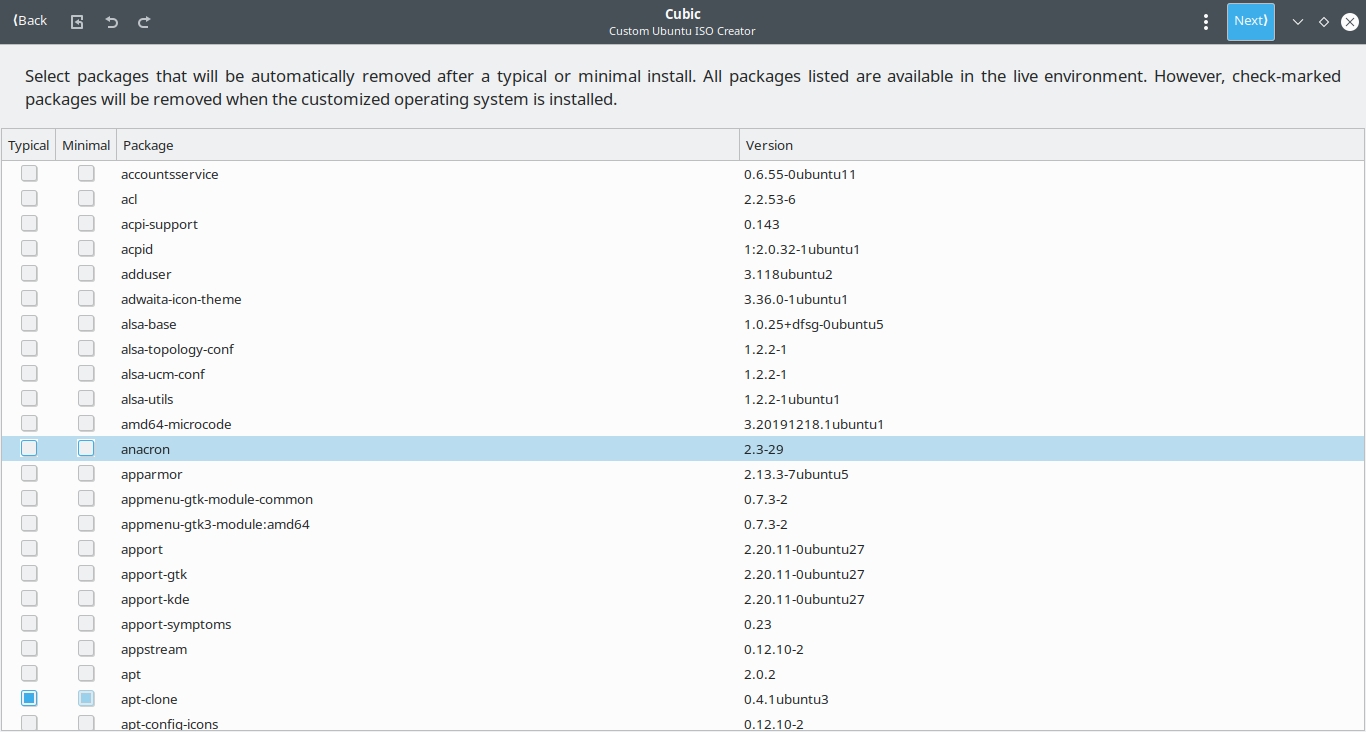 ⟨Back
Cubic
Custom Ubuntu ISO Creator
Next⟩
Select packages that will be automatically removed after a typical or minimal install. All packages listed are available in the live environment. However, check-marked
packages will be removed when the customized operating system is installed.
Typical Minimal Package Version
accountsservice 0.6.55-0ubuntu11
acl 2.2.53-6
acpi-support 0.143
acpid 1:2.0.32-1ubuntu1
adduser 3.118ubuntu2
adwaita-icon-theme 3.36.0-1ubuntu1
alsa-base 1.0.25+dfsg-0ubuntu5
alsa-topology-conf 1.2.2-1
alsa-ucm-conf 1.2.2-1
alsa-utils 1.2.2-1ubuntu1
amd64-microcode 3.20191218.1ubuntu1
anacron 2.3-29
apparmor 2.13.3-7ubuntu5
appmenu-gtk-module-common 0.7.3-2
appmenu-gtk3-module:amd64 0.7.3-2
apport 2.20.11-0ubuntu27
apport-gtk 2.20.11-0ubuntu27
apport-kde 2.20.11-0ubuntu27
apport-symptoms 0.23
appstream 0.12.10-2
apt 2.0.2
apt-clone 0.4.1ubuntu3
apt-config-icons 0.12.10-2